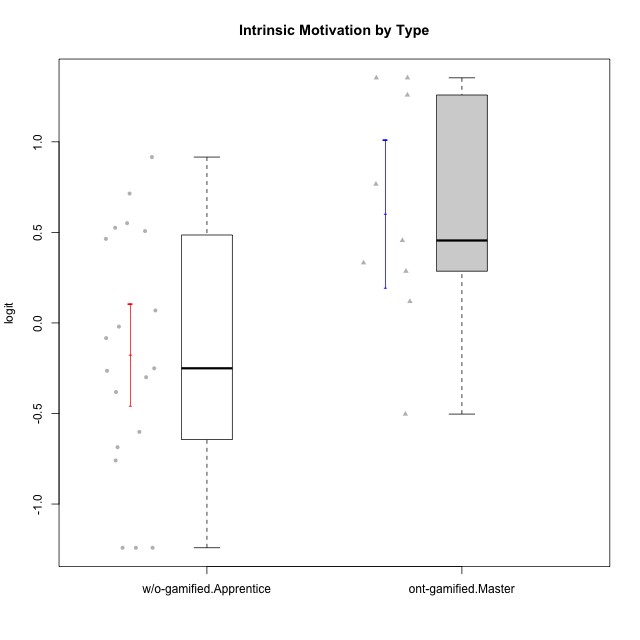 Intrinsic Motivation by Type
logit
1.0
0.5
0.0
-0.5
-1.0
w/o-gamified.Apprentice
ont-gamified.Master